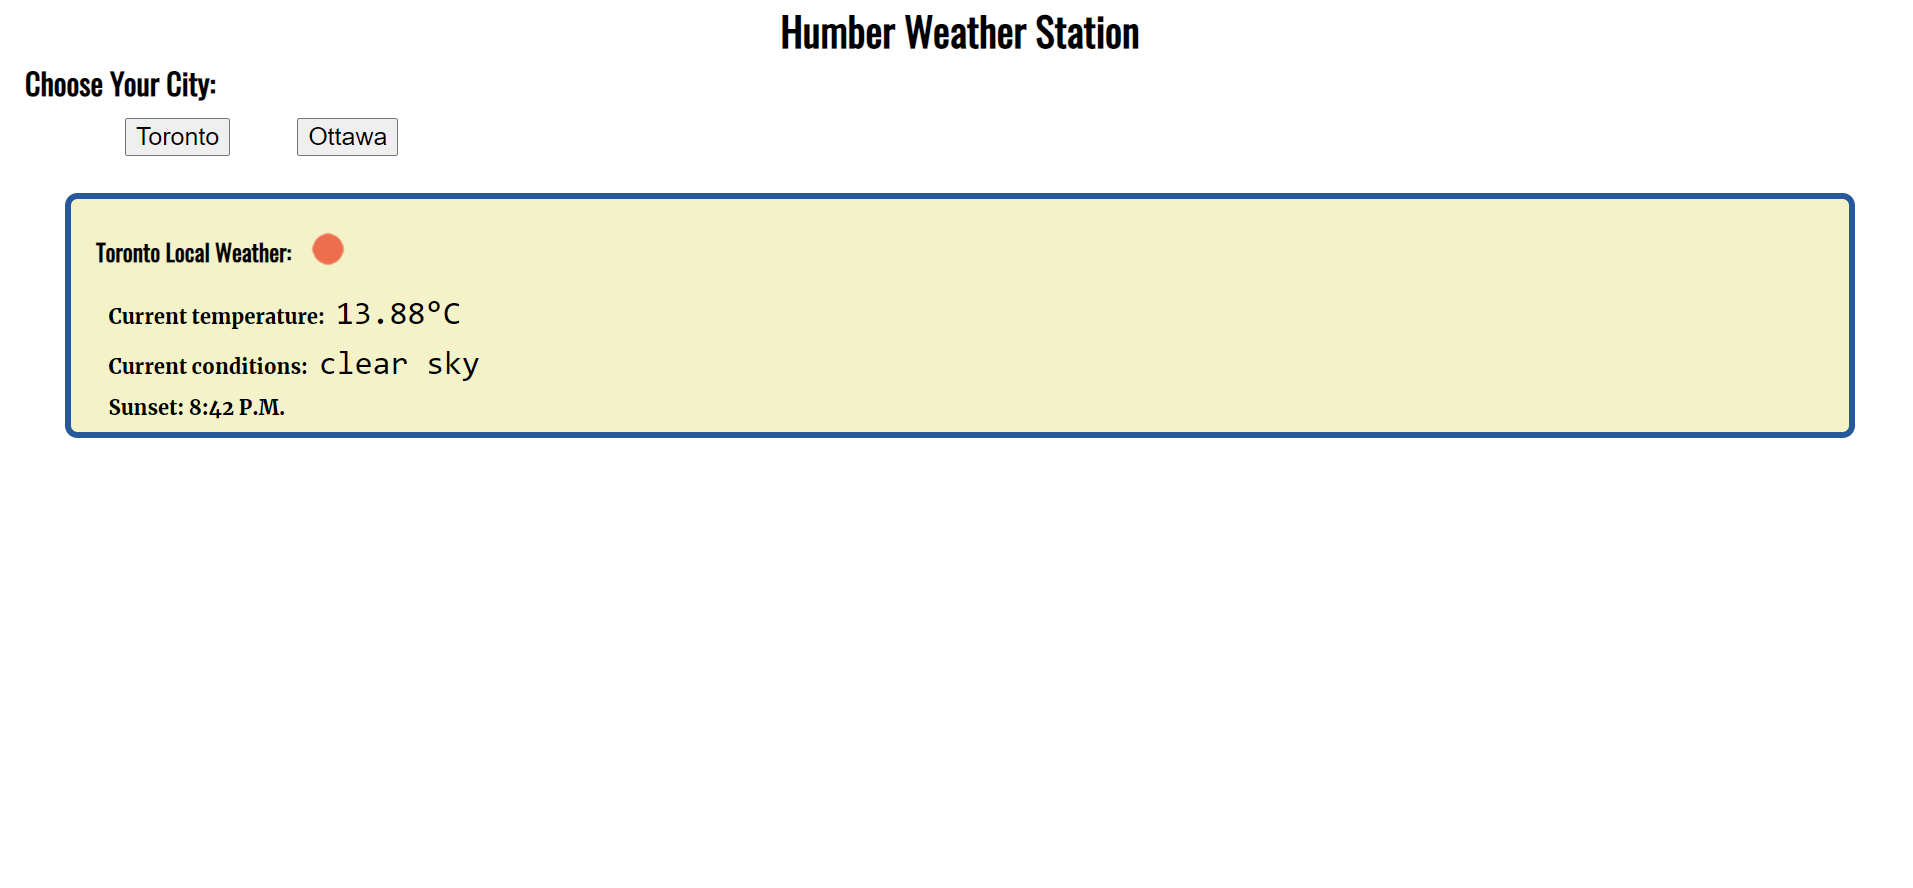 Humber Weather Station
Choose Your City:
Toronto Ottawa
Toronto Local Weather:
Current temperature: 13.88°C
Current conditions: clear sky
Sunset: 8:42 P.M.